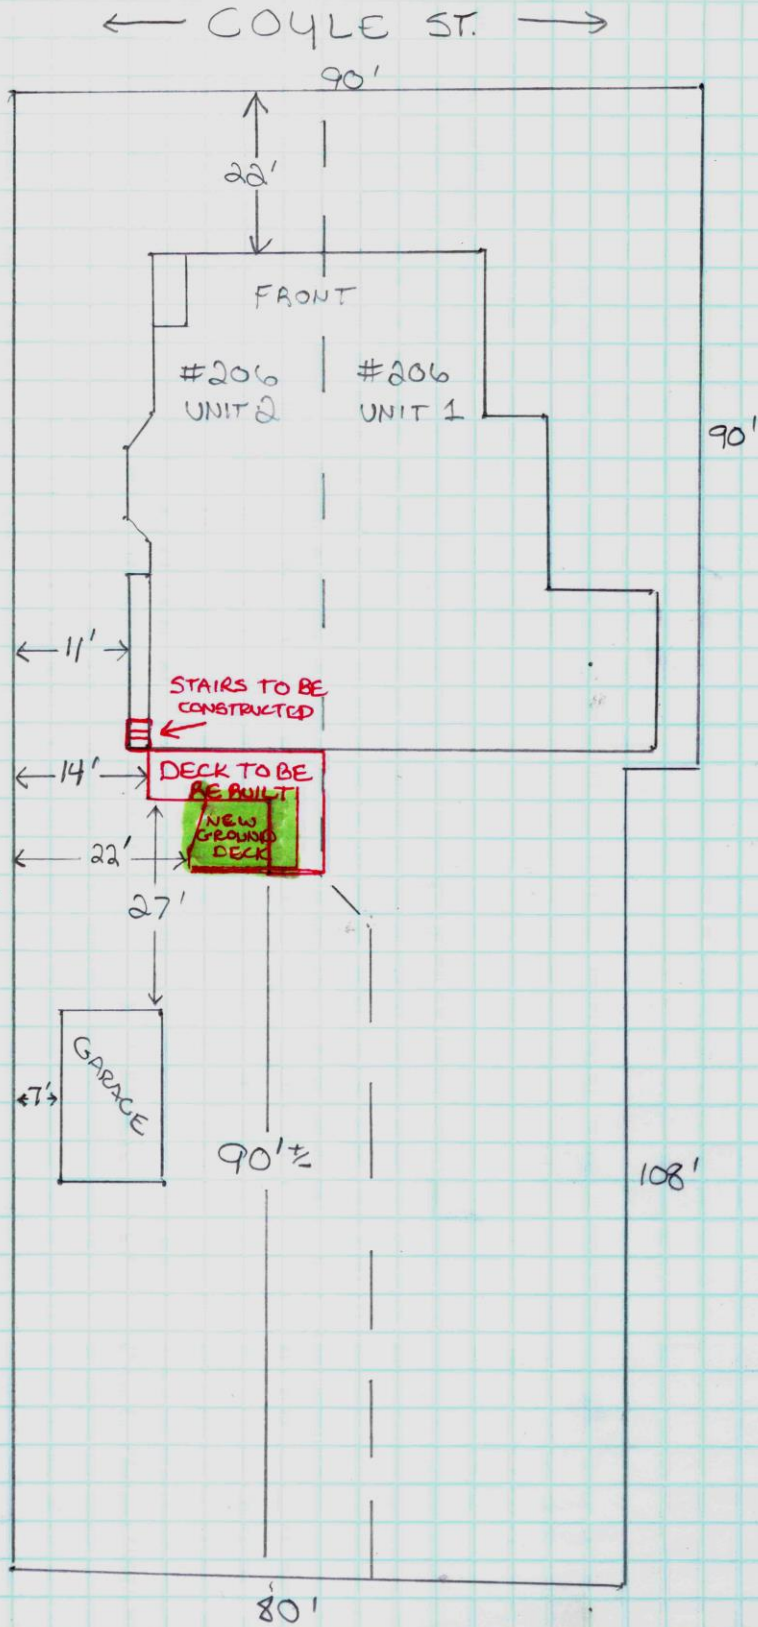 ← COYLE ST. →
90'
22'
FRONT
#206
UNIT 2
#206
UNIT 1
90'
11'
STAIRS TO BE
CONSTRUCTED
14'
DECK TO BE
BE BUILT
NEW
GROUND
DECK
22'
27'
GARAGE
7'
90' ±
108'
80'